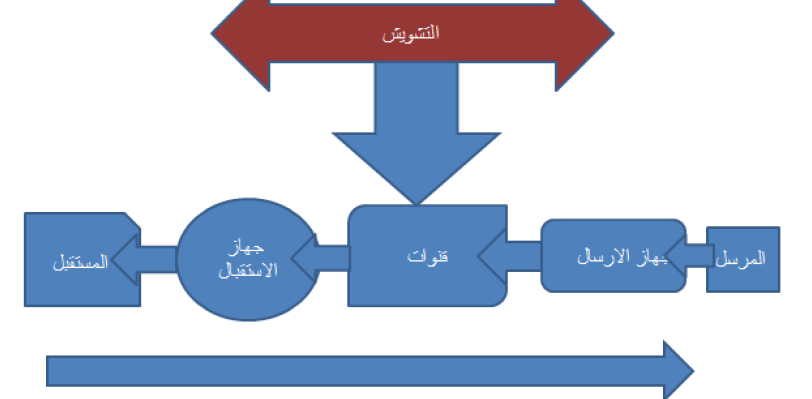 التشويش
المرسل
جهاز الارسال
قنوات
جهاز
الاستقبال
المستقبل